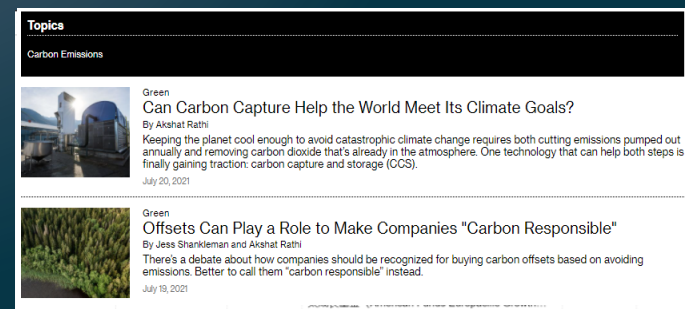 Topics
Carbon Emissions
Green
Can Carbon Capture Help the World Meet Its Climate Goals?
By Akshat Rathi
Keeping the planet cool enough to avoid catastrophic climate change requires both cutting emissions pumped out
annually and removing carbon dioxide that's already in the atmosphere. One technology that can help both steps is
finally gaining traction: carbon capture and storage (CCS).
July 20, 2021
Green
Offsets Can Play a Role to Make Companies "Carbon Responsible"
By Jess Shankleman and Akshat Rathi
There's a debate about how companies should be recognized for buying carbon offsets based on avoiding
emissions. Better to call them "carbon responsible" instead.
July 19, 2021